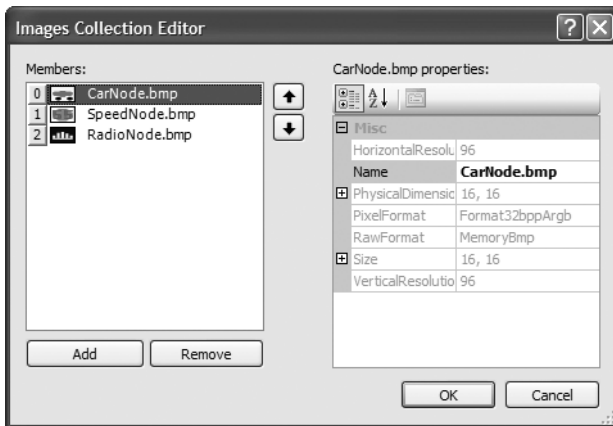 Images Collection Editor
Members:
0 CarNode.bmp
1 SpeedNode.bmp
2 RadioNode.bmp
Add Remove
CarNode.bmp properties:
Misc
HorizontalResolu 96
Name CarNode.bmp
PhysicalDimensic 16, 16
PixelFormat Format32bppArgb
RawFormat MemoryBmp
Size 16, 16
VerticalResolutio 96
OK Cancel